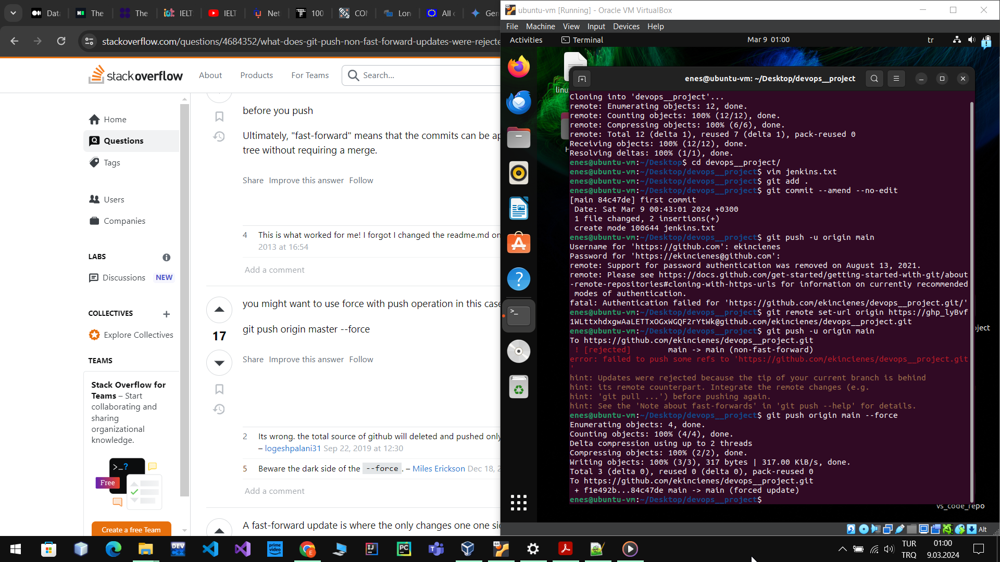 Data
The
The
IELT
IELT
Net
100
CON
Lon
All c
Gen
stackoverflow.com/questions/4684352/what-does-git-push-non-fast-forward-updates-were-rejecte
stackoverflow
About
Products
For Teams
Search...
Home
Questions
Tags
Users
Companies
LABS
Discussions
NEW
COLLECTIVES
Explore Collectives
TEAMS
Stack Overflow for
Teams – Start
collaborating and
sharing
organizational
knowledge.
>_?
Free
Create a free Team
before you push
Ultimately, "fast-forward" means that the commits can be ap
tree without requiring a merge.
Share Improve this answer Follow
4 This is what worked for me! I forgot I changed the readme.md on
2013 at 16:54
Add a comment
you might want to use force with push operation in this case
17
git push origin master --force
Share Improve this answer Follow
2 Its wrong. the total source of github will deleted and pushed only
– logeshpalani31 Sep 22, 2019 at 12:30
5 Beware the dark side of the --force . – Miles Erickson Dec 18, 2
Add a comment
A fast-forward update is where the only changes one one sid
ubuntu-vm [Running] - Oracle VM VirtualBox
File Machine View Input Devices Help
Activities
Terminal
Mar 9 01:00
tr
linu
H
oject
vs_code_repo
enes@ubuntu-vm: ~/Desktop/devops__project
Cloning into 'devops__project'...
remote: Enumerating objects: 12, done.
remote: Counting objects: 100% (12/12), done.
remote: Compressing objects: 100% (6/6), done.
remote: Total 12 (delta 1), reused 7 (delta 1), pack-reused 0
Receiving objects: 100% (12/12), done.
Resolving deltas: 100% (1/1), done.
enes@ubuntu-vm:~/Desktop$ cd devops__project/
enes@ubuntu-vm:~/Desktop/devops__project$ vim jenkins.txt
enes@ubuntu-vm:~/Desktop/devops__project$ git add .
enes@ubuntu-vm:~/Desktop/devops__project$ git commit --amend --no-edit
[main 84c47de] first commit
Date: Sat Mar 9 00:43:01 2024 +0300
1 file changed, 2 insertions(+)
create mode 100644 jenkins.txt
enes@ubuntu-vm:~/Desktop/devops__project$ git push -u origin main
Username for 'https://github.com': ekincienes
Password for 'https://ekincienes@github.com':
remote: Support for password authentication was removed on August 13, 2021.
remote: Please see https://docs.github.com/get-started/getting-started-with-git/about
-remote-repositories#cloning-with-https-urls for information on currently recommended
modes of authentication.
fatal: Authentication failed for 'https://github.com/ekincienes/devops__project.git/'
enes@ubuntu-vm:~/Desktop/devops__project$ git remote set-url origin https://ghp_lyBvf
1WLttxhdxgwAaLETTxOGxWGQF2rYtWk@github.com/ekincienes/devops__project.git
enes@ubuntu-vm:~/Desktop/devops__project$ git push -u origin main
To https://github.com/ekincienes/devops__project.git
! [rejected] main -> main (non-fast-forward)
error: failed to push some refs to 'https://github.com/ekincienes/devops__project.git
'
hint: Updates were rejected because the tip of your current branch is behind
hint: its remote counterpart. Integrate the remote changes (e.g.
hint: 'git pull ...') before pushing again.
hint: See the 'Note about fast-forwards' in 'git push --help' for details.
enes@ubuntu-vm:~/Desktop/devops__project$ git push origin main --force
Enumerating objects: 4, done.
Counting objects: 100% (4/4), done.
Delta compression using up to 2 threads
Compressing objects: 100% (2/2), done.
Writing objects: 100% (3/3), 317 bytes | 317.00 KiB/s, done.
Total 3 (delta 0), reused 0 (delta 0), pack-reused 0
To https://github.com/ekincienes/devops__project.git
+ f1e492b...84c47de main -> main (forced update)
enes@ubuntu-vm:~/Desktop/devops__project$
Alt
DEV
prime video
IJ
PC
TUR
TRQ
01:00
9.03.2024